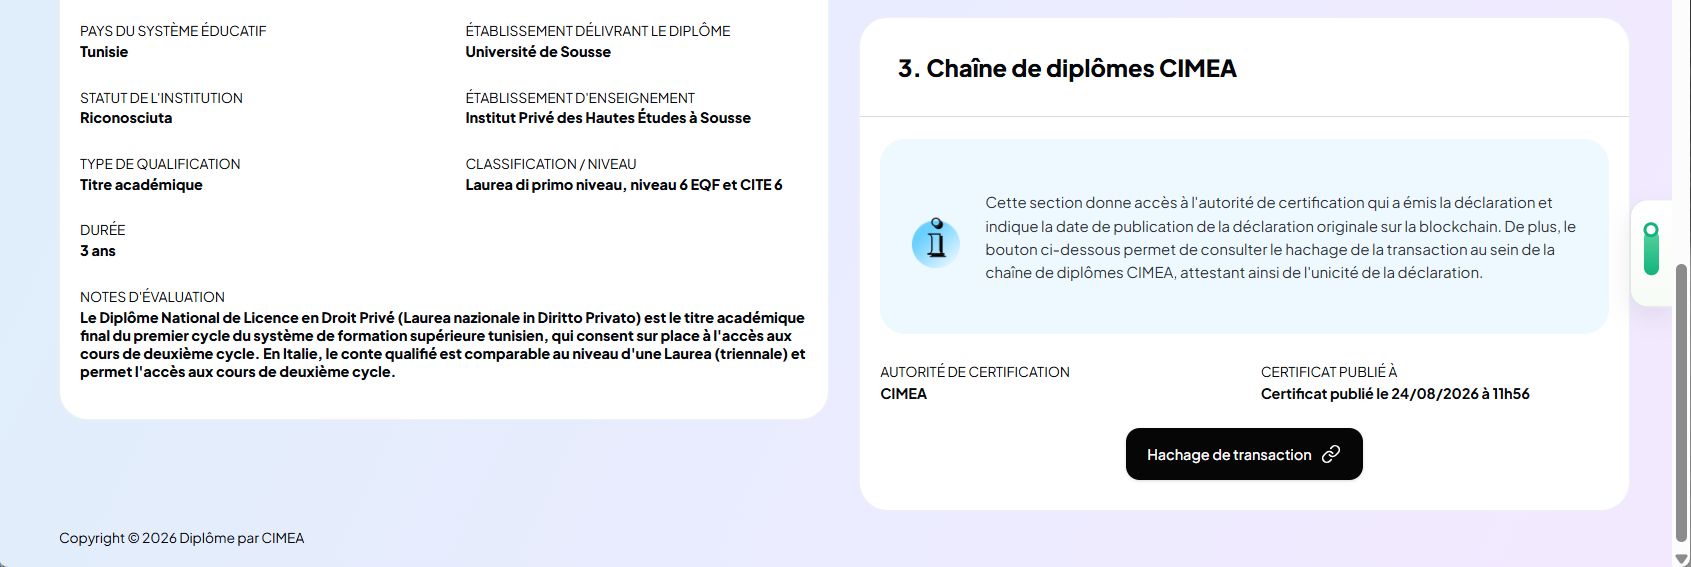 PAYS DU SYSTÈME ÉDUCATIF
Tunisie
ÉTABLISSEMENT DÉLIVRANT LE DIPLÔME
Université de Sousse
STATUT DE L'INSTITUTION
Riconosciuta
ÉTABLISSEMENT D'ENSEIGNEMENT
Institut Privé des Hautes Études à Sousse
TYPE DE QUALIFICATION
Titre académique
CLASSIFICATION / NIVEAU
Laurea di primo niveau, niveau 6 EQF et CITE 6
DURÉE
3 ans
NOTES D'ÉVALUATION
Le Diplôme National de Licence en Droit Privé (Laurea nazionale in Diritto Privato) est le titre académique
final du premier cycle du système de formation supérieure tunisien, qui consent sur place à l'accès aux
cours de deuxième cycle. En Italie, le conte qualifié est comparable au niveau d'une Laurea (triennale) et
permet l'accès aux cours de deuxième cycle.
3. Chaîne de diplômes CIMEA
Cette section donne accès à l'autorité de certification qui a émis la déclaration et
indique la date de publication de la déclaration originale sur la blockchain. De plus, le
bouton ci-dessous permet de consulter le hachage de la transaction au sein de la
chaîne de diplômes CIMEA, attestant ainsi de l'unicité de la déclaration.
AUTORITÉ DE CERTIFICATION
CIMEA
CERTIFICAT PUBLIÉ À
Certificat publié le 24/08/2026 à 11h56
Hachage de transaction
Copyright © 2026 Diplôme par CIMEA